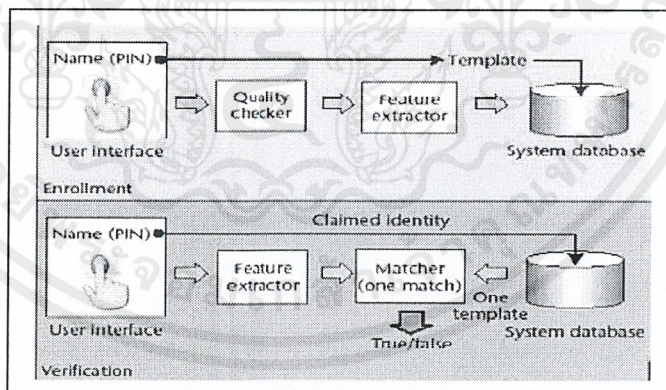 Name (PIN)
Template
Quality
checker
Feature
extractor
User interface
System database
Enrollment
Claimed identity
Name (PIN)
Feature
extractor
Matcher
(one match)
One
template
User interface
True/false
System database
Verification